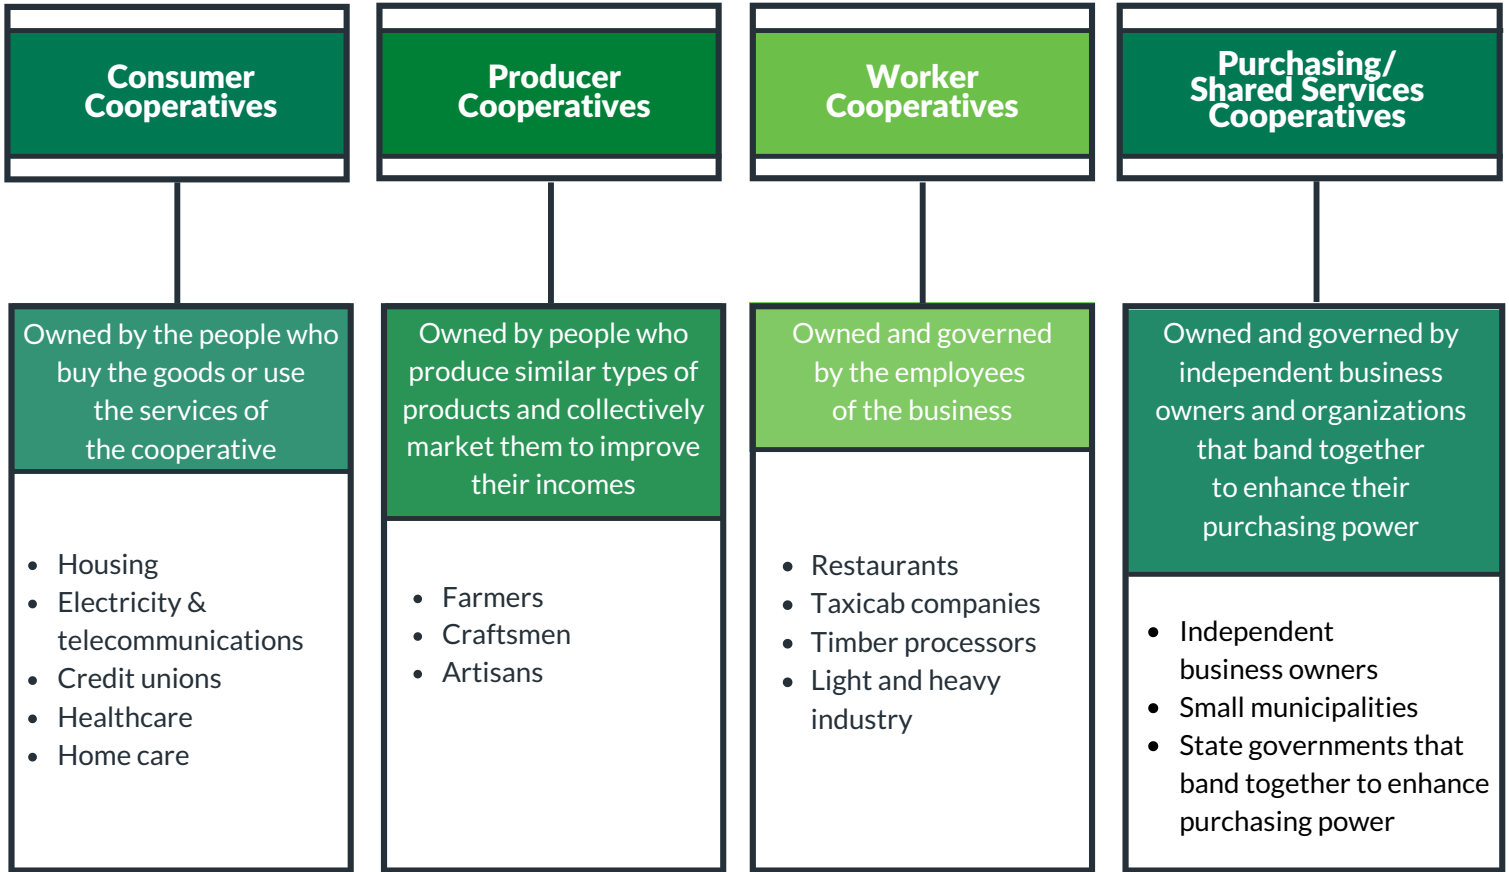 Consumer
Cooperatives
Owned by the people who
buy the goods or use
the services of
the cooperative
• Housing
• Electricity &
telecommunications
• Credit unions
• Healthcare
• Home care
Producer
Cooperatives
Owned by people who
produce similar types of
products and collectively
market them to improve
their incomes
• Farmers
• Craftsmen
• Artisans
Worker
Cooperatives
Owned and governed
by the employees
of the business
• Restaurants
• Taxicab companies
• Timber processors
• Light and heavy
industry
Purchasing/
Shared Services
Cooperatives
Owned and governed by
independent business
owners and organizations
that band together
to enhance their
purchasing power
• Independent
business owners
• Small municipalities
• State governments that
band together to enhance
purchasing power